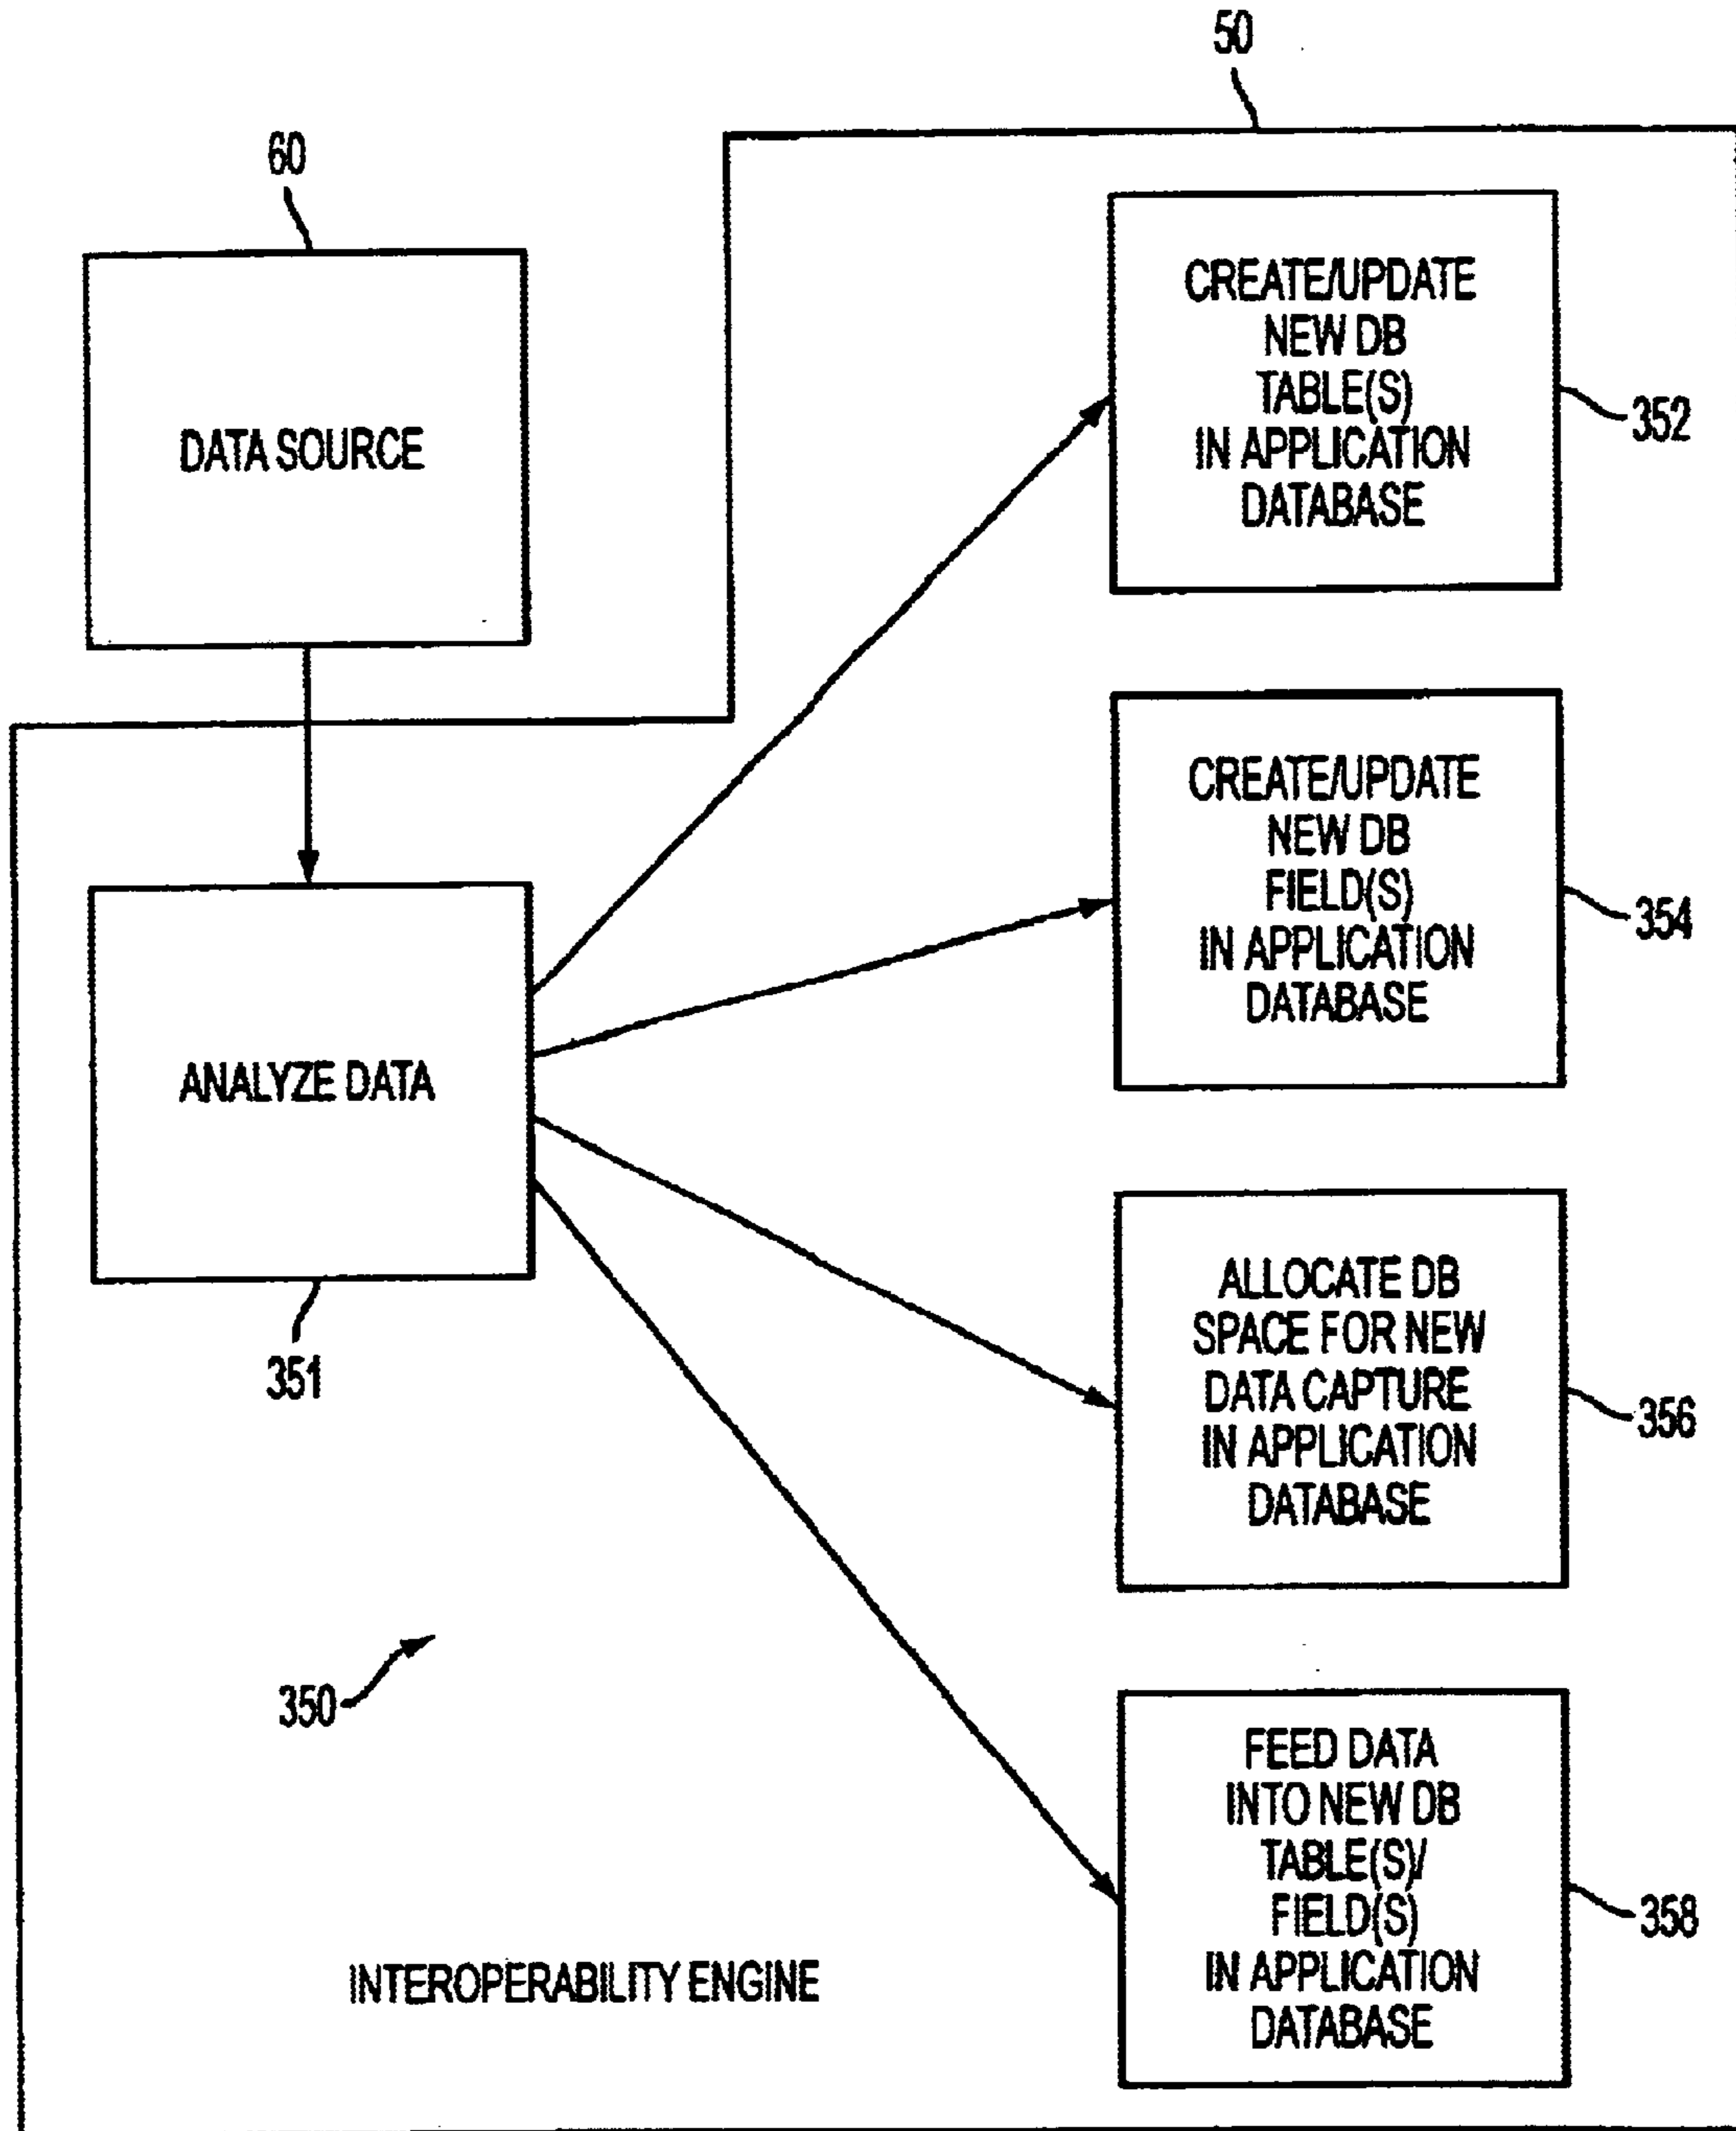 50
60
DATA SOURCE
CREATE/UPDATE
NEW DB
TABLE(S)
IN APPLICATION
DATABASE
352
CREATE/UPDATE
NEW DB
FIELD(S)
IN APPLICATION
DATABASE
354
ANALYZE DATA
351
ALLOCATE DB
SPACE FOR NEW
DATA CAPTURE
IN APPLICATION
DATABASE
356
350
FEED DATA
INTO NEW DB
TABLE(S)/
FIELD(S)
IN APPLICATION
DATABASE
358
INTEROPERABILITY ENGINE